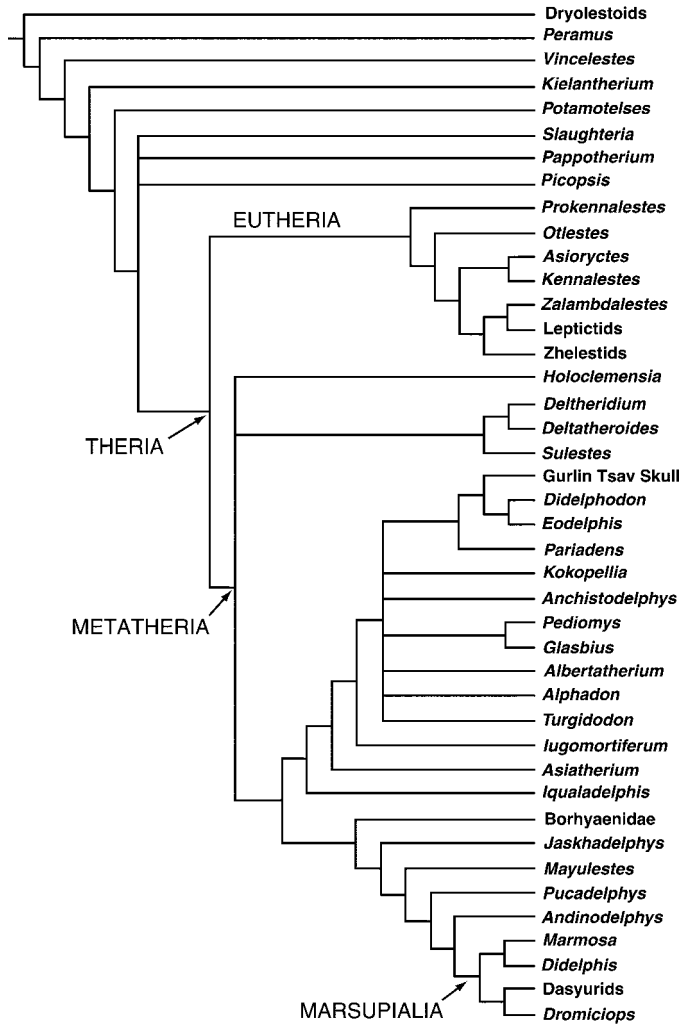 Dryolestoids
Peramus
Vincelestes
Kielantherium
Potamotelses
Slaughteria
Pappotherium
Picopsis
Prokennalestes
EUTHERIA
Otlestes
Asioryctes
Kennalestes
Zalambdalestes
Leptictids
Zhelestids
Holoclemensia
Deltheridium
Deltatheroides
THERIA
Sulestes
Gurlin Tsav Skull
Didelphodon
Eodelphis
Pariadens
Kokopellia
Anchistodelphys
METATHERIA
Pediomys
Glasbius
Albertatherium
Alphadon
Turgidodon
Iugomortiferum
Asiatherium
Iqualadelphis
Borhyaenidae
Jaskhadelphys
Mayulestes
Pucadelphys
Andinodelphys
Marmosa
Didelphis
Dasyurids
MARSUPIALIA
Dromiciops